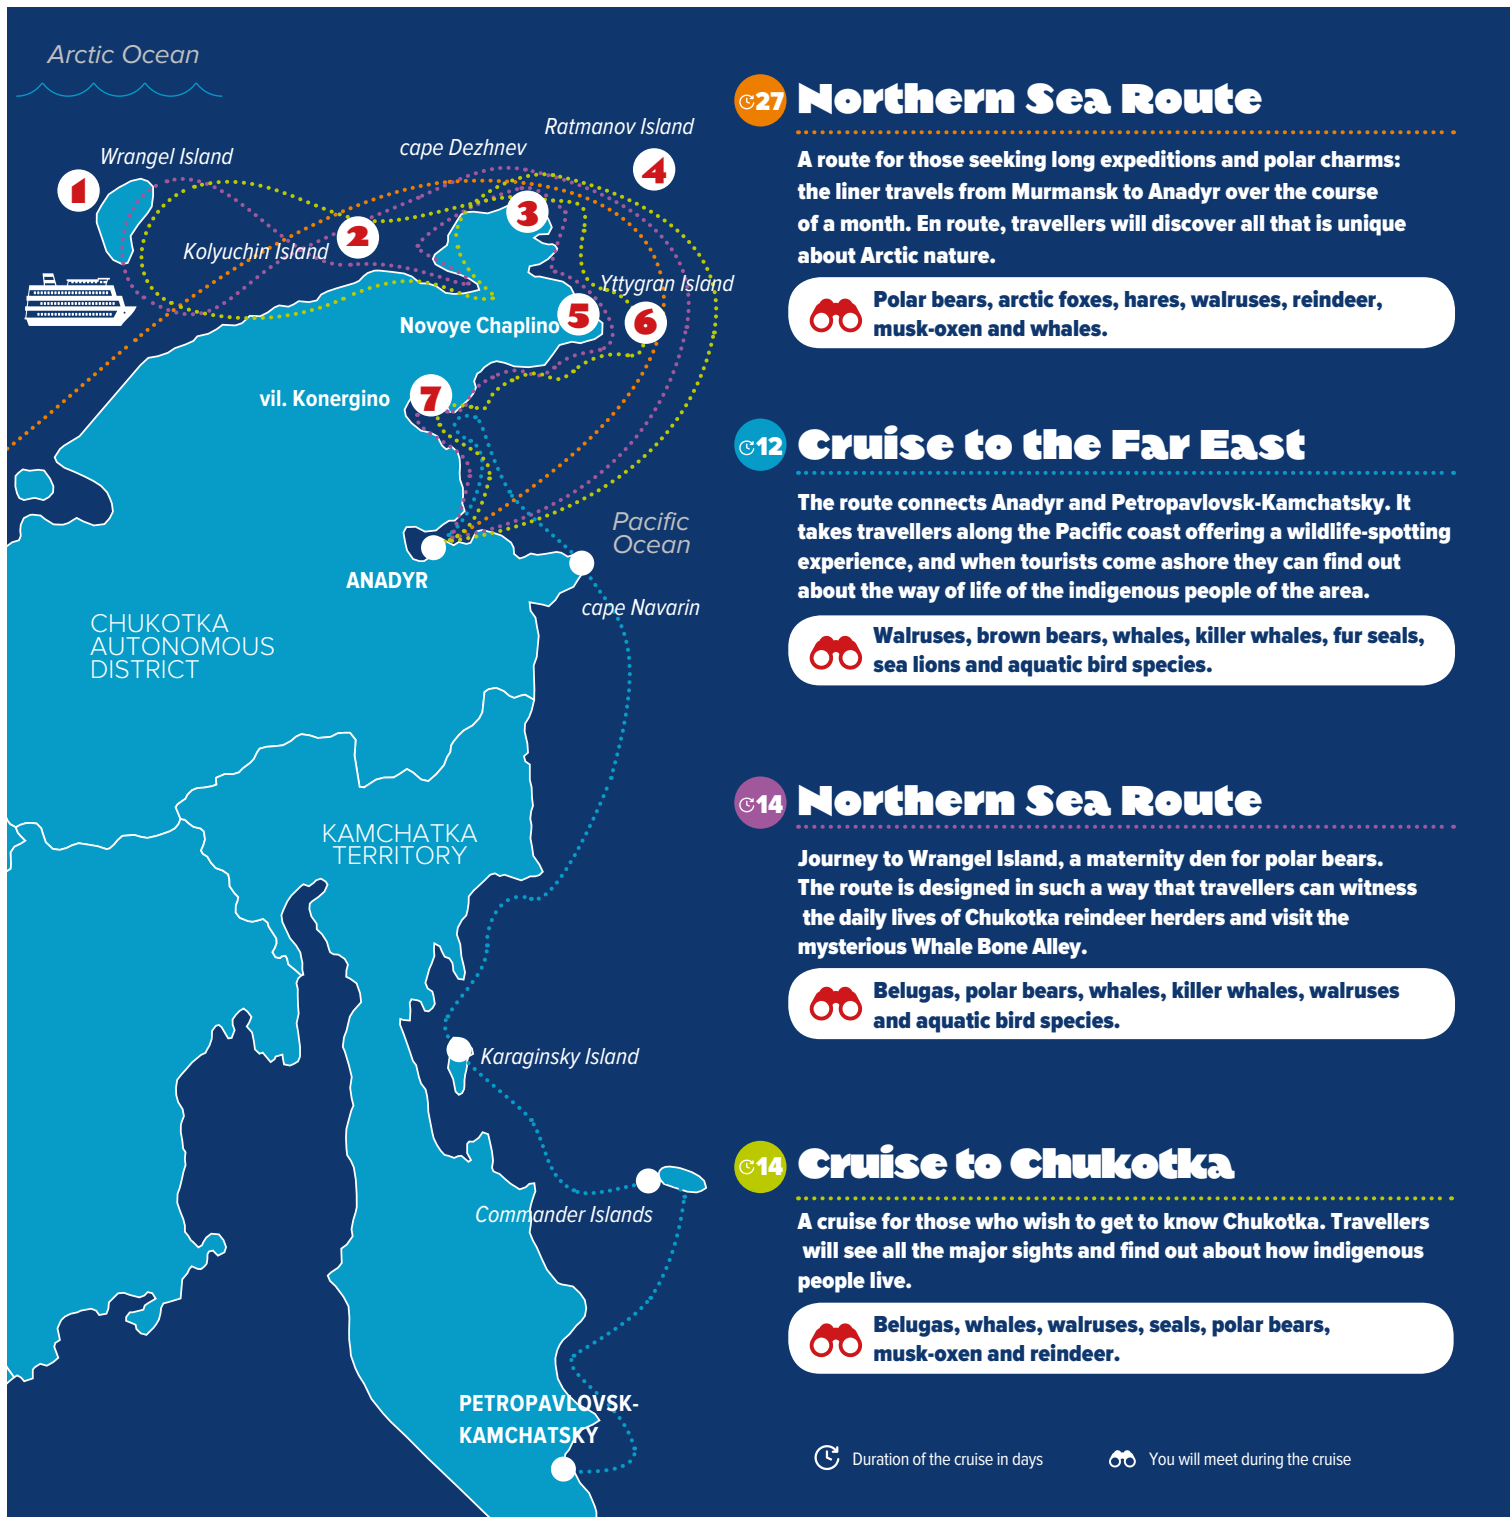 Arctic Ocean
Wrangel Island
1
Kolyuchin Island
2
cape Dezhnev
3
Ratmanov Island
4
Yttygran Island
Novoye Chaplino
5
6
vil. Konergino
7
Pacific
Ocean
ANADYR
cape Navarin
CHUKOTKA
AUTONOMOUS
DISTRICT
KAMCHATKA
TERRITORY
Karaginsky Island
Commander Islands
PETROPAVLOVSK-
KAMCHATSKY
27 Northern Sea Route
A route for those seeking long expeditions and polar charms:
the liner travels from Murmansk to Anadyr over the course
of a month. En route, travellers will discover all that is unique
about Arctic nature.
Polar bears, arctic foxes, hares, walruses, reindeer,
musk-oxen and whales.
12 Cruise to the Far East
The route connects Anadyr and Petropavlovsk-Kamchatsky. It
takes travellers along the Pacific coast offering a wildlife-spotting
experience, and when tourists come ashore they can find out
about the way of life of the indigenous people of the area.
Walruses, brown bears, whales, killer whales, fur seals,
sea lions and aquatic bird species.
14 Northern Sea Route
Journey to Wrangel Island, a maternity den for polar bears.
The route is designed in such a way that travellers can witness
the daily lives of Chukotka reindeer herders and visit the
mysterious Whale Bone Alley.
Belugas, polar bears, whales, killer whales, walruses
and aquatic bird species.
14 Cruise to Chukotka
A cruise for those who wish to get to know Chukotka. Travellers
will see all the major sights and find out about how indigenous
people live.
Belugas, whales, walruses, seals, polar bears,
musk-oxen and reindeer.
Duration of the cruise in days
You will meet during the cruise